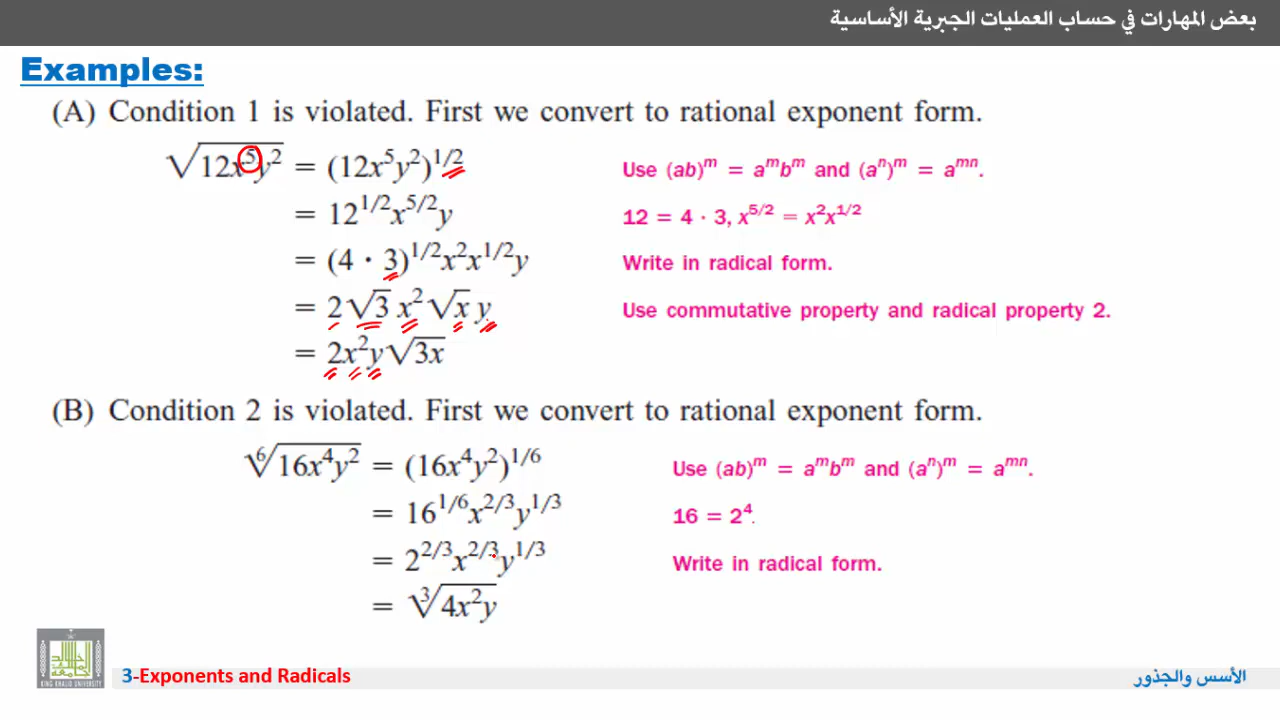 بعض المهارات في حساب العمليات الجبرية الأساسية
Examples:
(A) Condition 1 is violated. First we convert to rational exponent form.
√(12x⁵y²) = (12x⁵y²)^1/2 Use (ab)^m = a^m b^m and (a^n)^m = a^mn.
= 12^1/2 x^5/2 y 12 = 4 · 3, x^5/2 = x²x^1/2
= (4 · 3)^1/2 x²x^1/2 y Write in radical form.
= 2√3 x²√x y Use commutative property and radical property 2.
= 2x²y√(3x)
(B) Condition 2 is violated. First we convert to rational exponent form.
⁶√(16x⁴y²) = (16x⁴y²)^1/6 Use (ab)^m = a^m b^m and (a^n)^m = a^mn.
= 16^1/6 x^2/3 y^1/3 16 = 2⁴.
= 2^2/3 x^2/3 y^1/3 Write in radical form.
= ³√(4x²y)
KING KHALID UNIVERSITY
3-Exponents and Radicals
الأسس والجذور